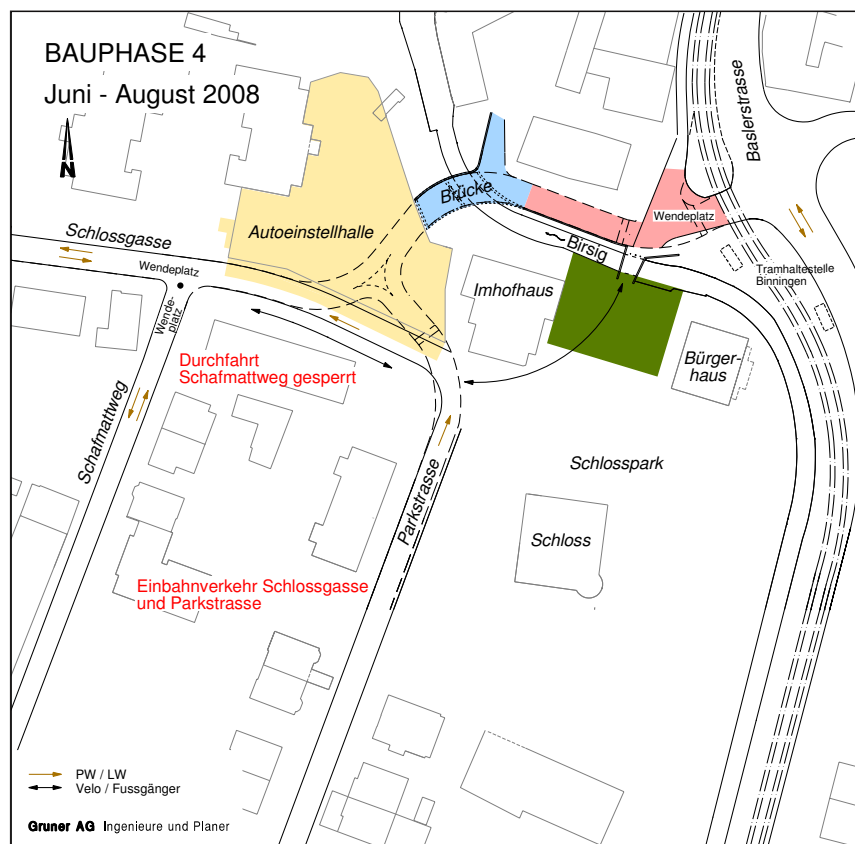 BAUPHASE 4
Juni - August 2008
N
Baslerstrasse
Brücke
Wendeplatz
Schlossgasse
Autoeinstellhalle
Birsig
Wendeplatz
Tramhaltestelle
Binningen
Imhofhaus
Wende-
platz
Bürger-
haus
Durchfahrt
Schafmattweg gesperrt
Schafmattweg
Parkstrasse
Schlosspark
Schloss
Einbahnverkehr Schlossgasse
und Parkstrasse
PW / LW
Velo / Fussgänger
Gruner AG Ingenieure und Planer